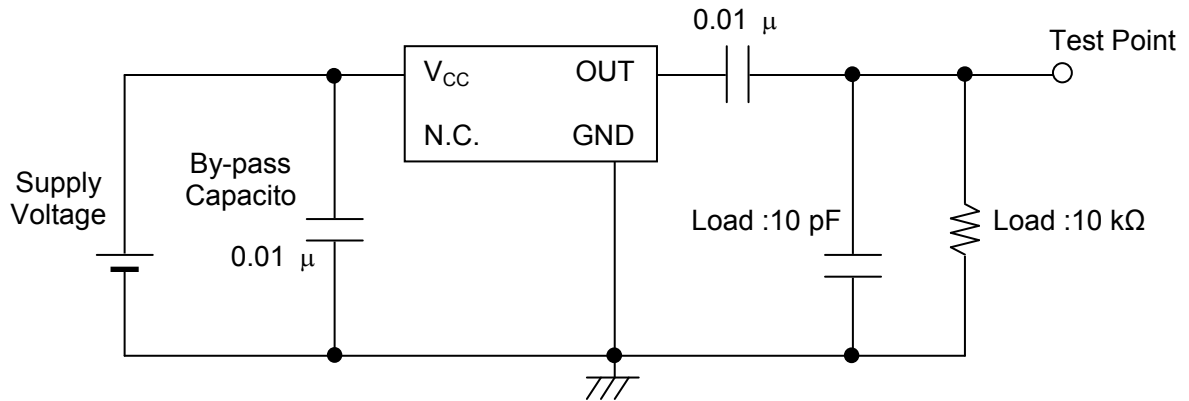 0.01 μ
Test Point
V_CC OUT
N.C. GND
By-pass
Capacito
0.01 μ
Supply
Voltage
Load :10 pF
Load :10 kΩ